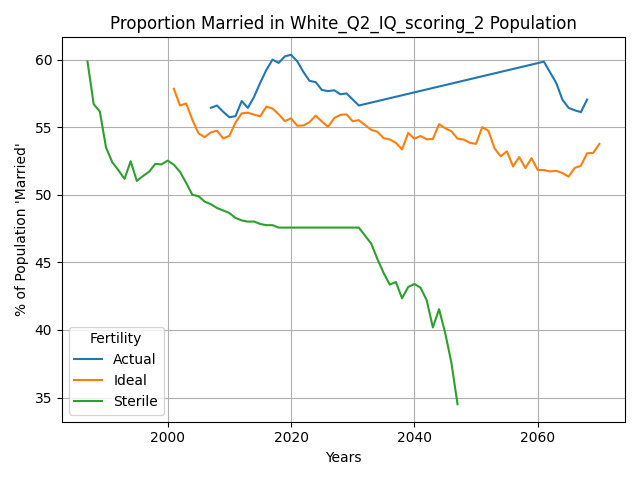 Proportion Married in White_Q2_IQ_scoring_2 Population
% of Population 'Married'
60
55
50
45
40
35
Fertility
Actual
Ideal
Sterile
2000 2020 2040 2060
Years